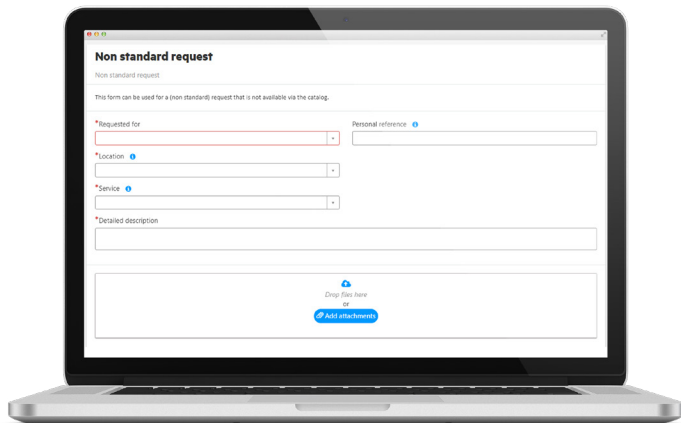 Non standard request
Non standard request
This form can be used for a (non standard) request that is not available via the catalog.
*Requested for
Personal reference
*Location
*Service
*Detailed description
Drop files here
or
Add attachments